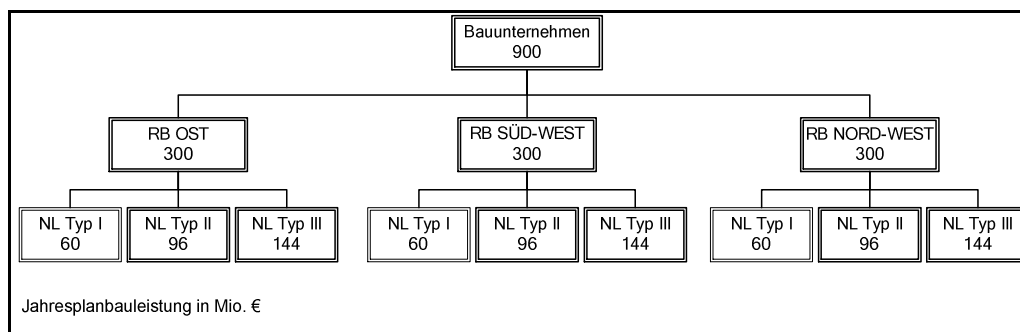 Bauunternehmen
900
RB OST
300
RB SÜD-WEST
300
RB NORD-WEST
300
NL Typ I
60
NL Typ II
96
NL Typ III
144
NL Typ I
60
NL Typ II
96
NL Typ III
144
NL Typ I
60
NL Typ II
96
NL Typ III
144
Jahresplanbauleistung in Mio. €